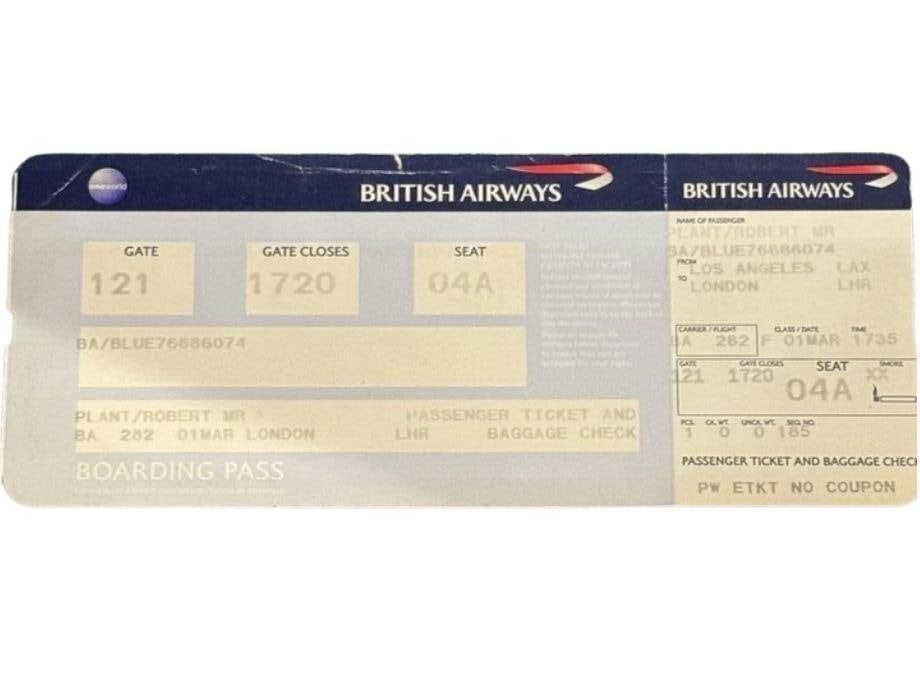 oneworld
BRITISH AIRWAYS
GATE GATE CLOSES SEAT
121 1720 04A
BA/BLUE76686074
PLANT/ROBERT MR PASSENGER TICKET AND
BA 282 01MAR LONDON LHR BAGGAGE CHECK
BOARDING PASS
BRITISH AIRWAYS
NAME OF PASSENGER
PLANT/ROBERT MR
BA/BLUE76686074
FROM LOS ANGELES LAX
TO LONDON LHR
CARRIER / FLIGHT CLASS / DATE TIME
BA 282 F 01MAR 1735
GATE GATE CLOSES SEAT SMOKE
121 1720 04A XX
PCS. CK. WT. UNCK. WT. SEQ. NO.
1 0 0 185
PASSENGER TICKET AND BAGGAGE CHECK
PW ETKT NO COUPON